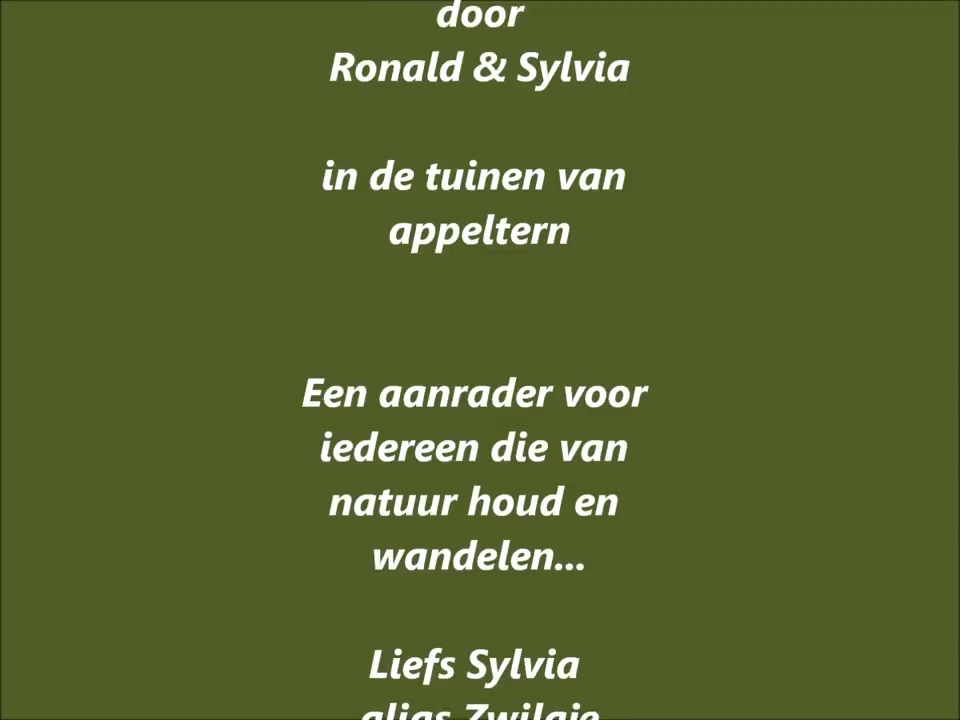 door
Ronald & Sylvia
in de tuinen van
appeltern
Een aanrader voor
iedereen die van
natuur houd en
wandelen...
Liefs Sylvia
alias